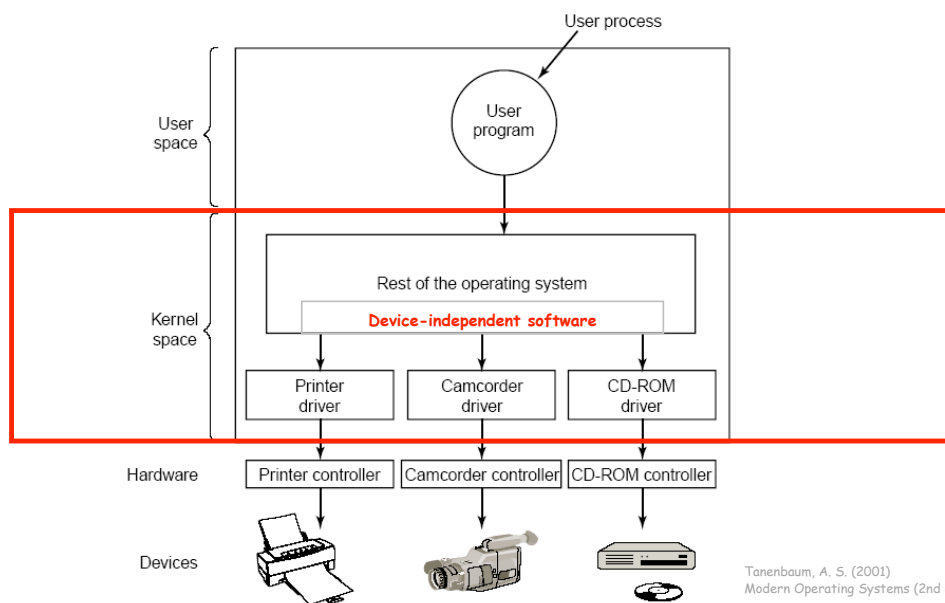 User process
User
program
User
space
Rest of the operating system
Device-independent software
Kernel
space
Printer
driver
Camcorder
driver
CD-ROM
driver
Hardware
Printer controller
Camcorder controller
CD-ROM controller
Devices
Tanenbaum, A. S. (2001)
Modern Operating Systems (2nd